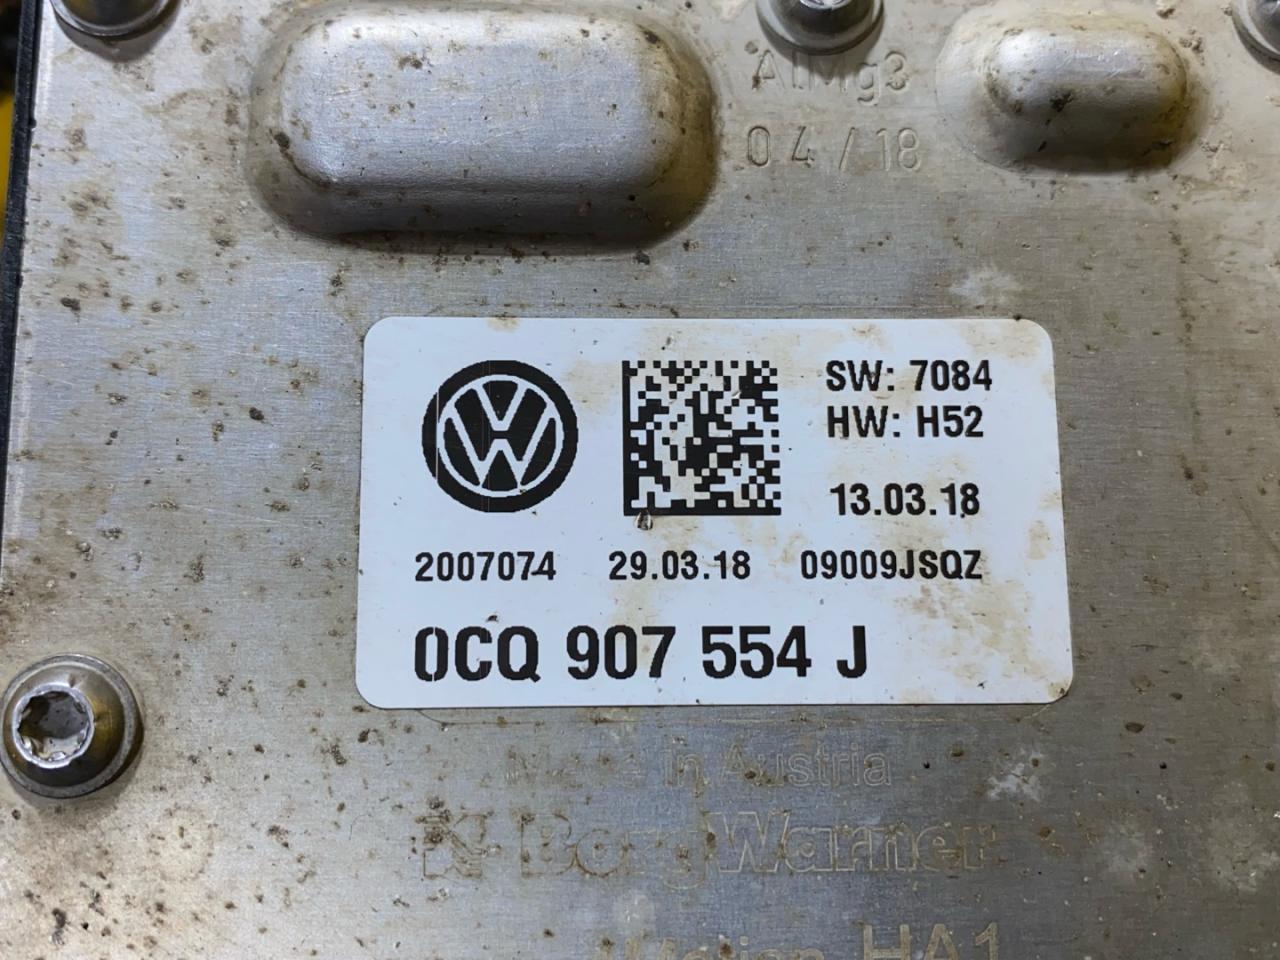 AlMg3
04/18
SW: 7084
HW: H52
13.03.18
2007074 29.03.18 09009JSQZ
0CQ 907 554 J
Made in Austria
BorgWarner
4Motion HA1